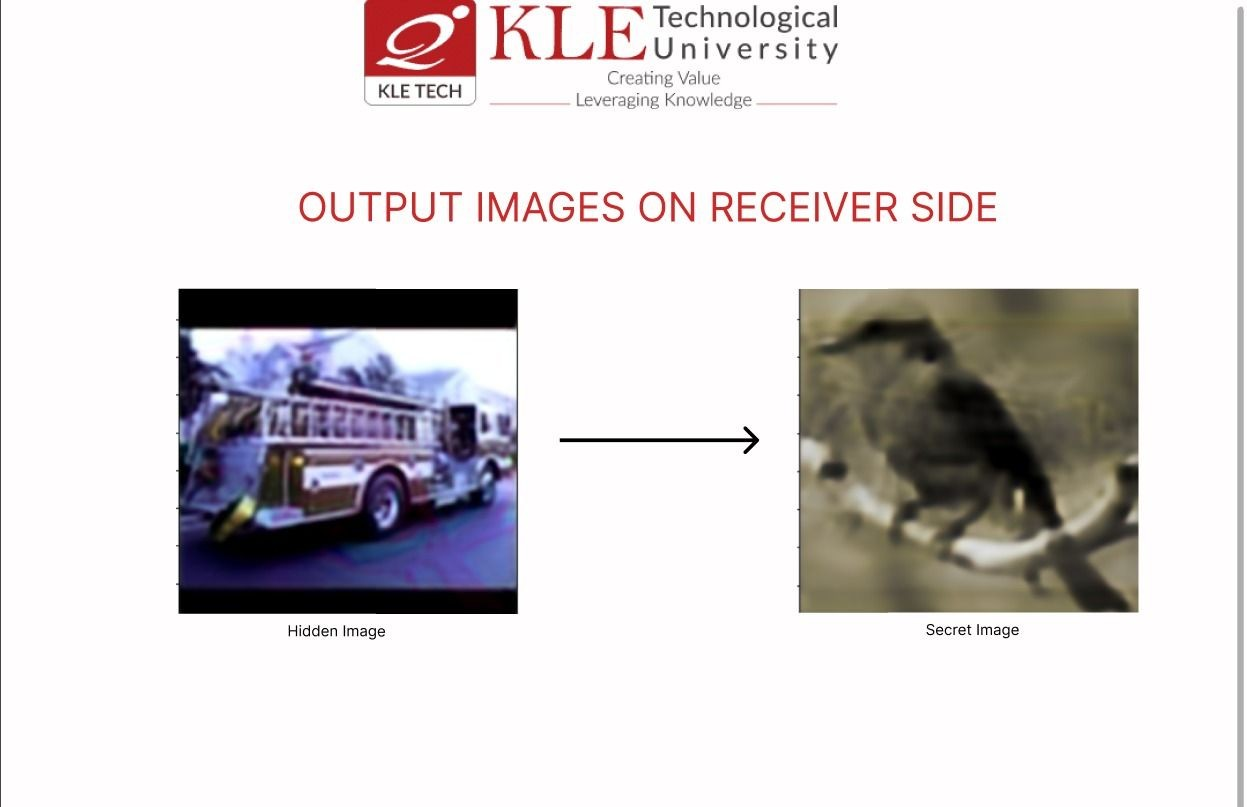 KLE TECH
KLE Technological
University
Creating Value
Leveraging Knowledge
OUTPUT IMAGES ON RECEIVER SIDE
Hidden Image
Secret Image